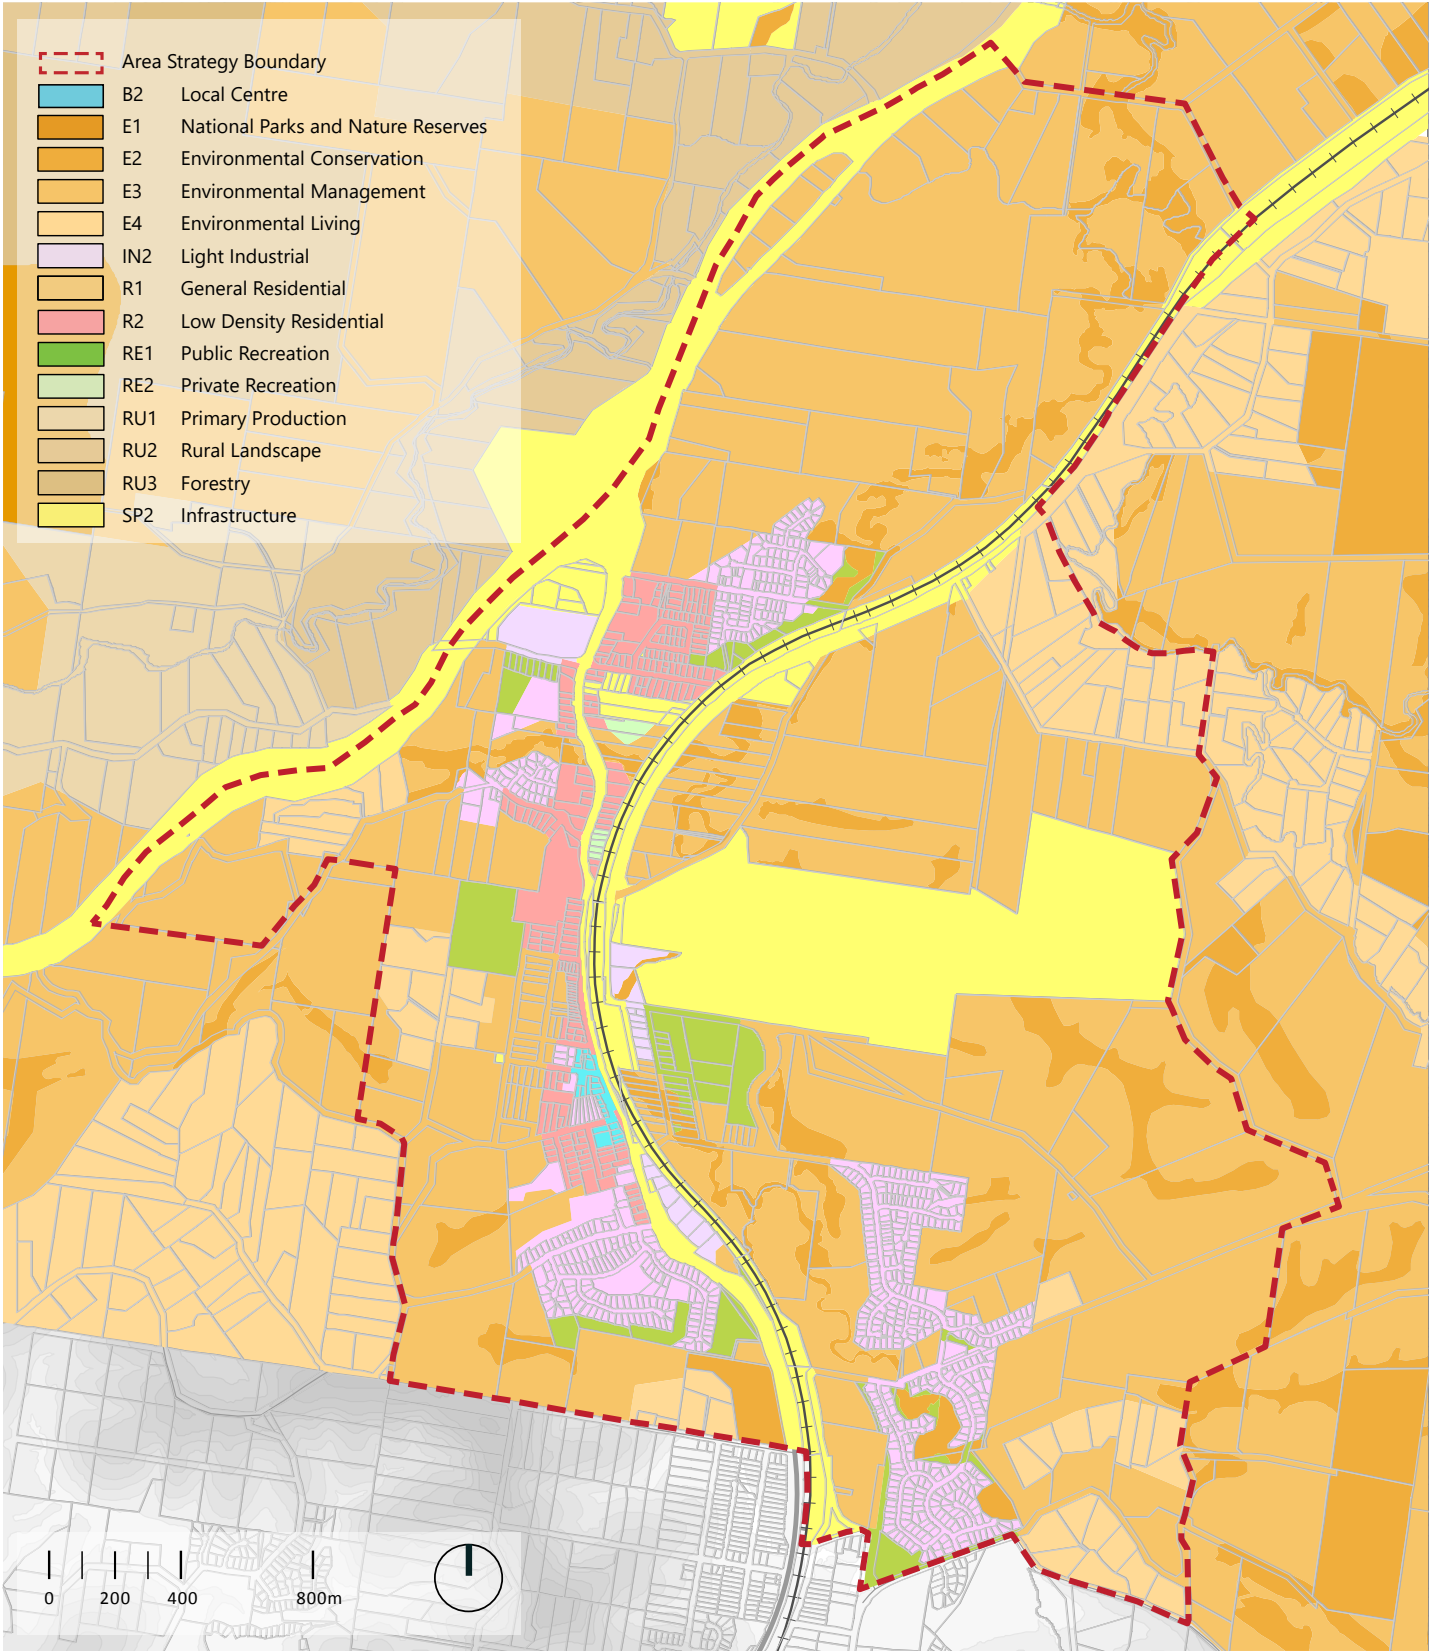 Area Strategy Boundary
B2 Local Centre
E1 National Parks and Nature Reserves
E2 Environmental Conservation
E3 Environmental Management
E4 Environmental Living
IN2 Light Industrial
R1 General Residential
R2 Low Density Residential
RE1 Public Recreation
RE2 Private Recreation
RU1 Primary Production
RU2 Rural Landscape
RU3 Forestry
SP2 Infrastructure
0 200 400 800m